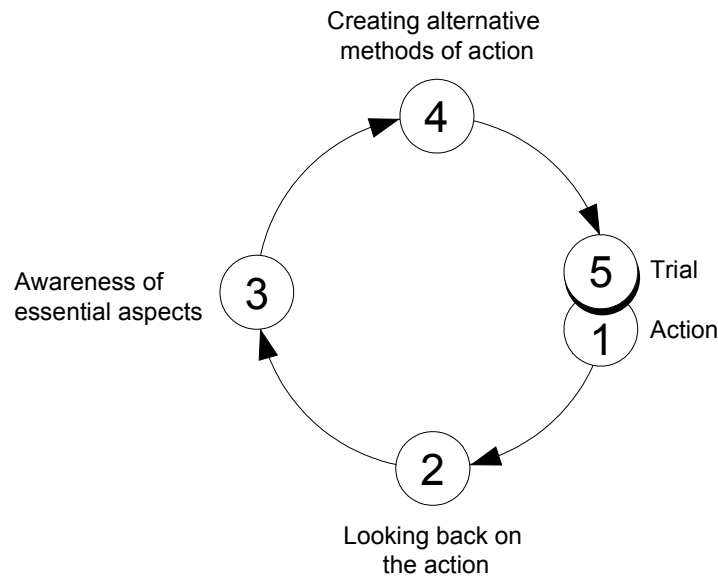 Creating alternative
methods of action
4
5
Trial
Awareness of
essential aspects
3
1
Action
2
Looking back on
the action